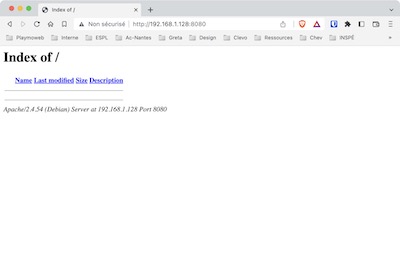 Index of /
Non sécurisé | http://192.168.1.128:8080
Playmoweb Interne ESPL Ac-Nantes Greta Design Clevo Ressources Chev INSPÉ
Index of /
Name Last modified Size Description
Apache/2.4.54 (Debian) Server at 192.168.1.128 Port 8080